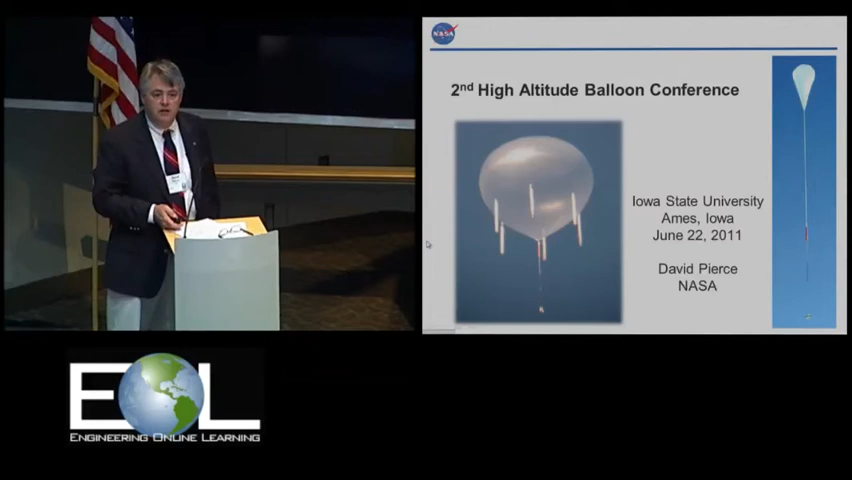 NASA
2nd High Altitude Balloon Conference
Iowa State University
Ames, Iowa
June 22, 2011
David Pierce
NASA
EOL
ENGINEERING ONLINE LEARNING